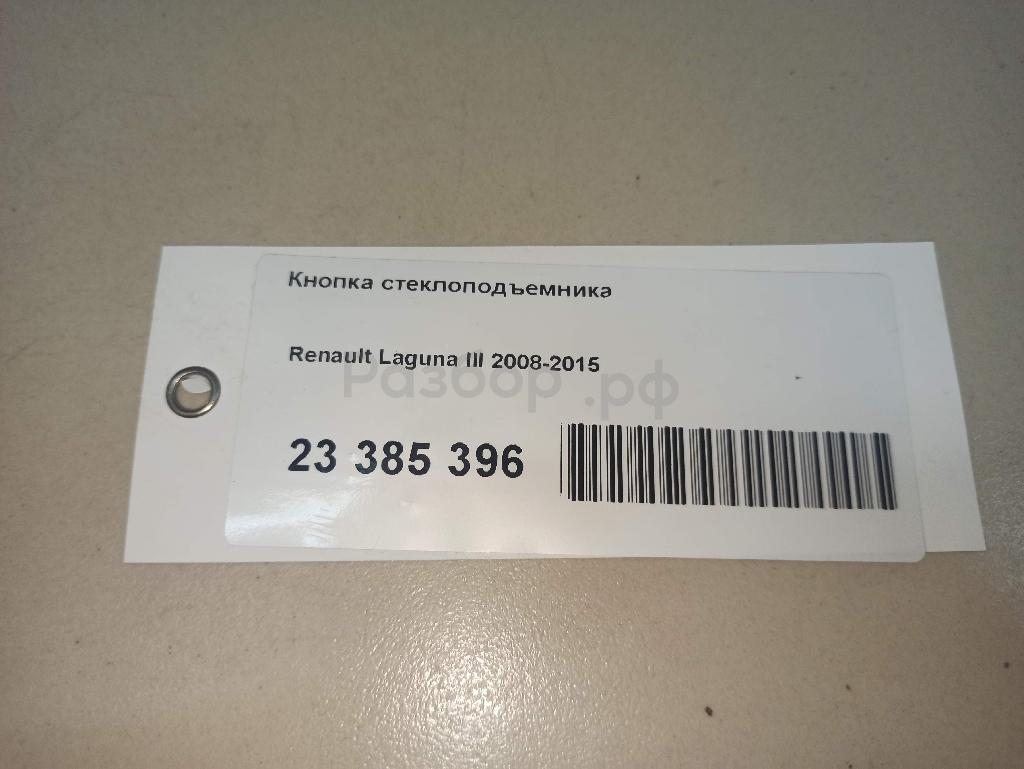 Кнопка стеклоподъемника
Renault Laguna III 2008-2015
Разбор.рф
23 385 396